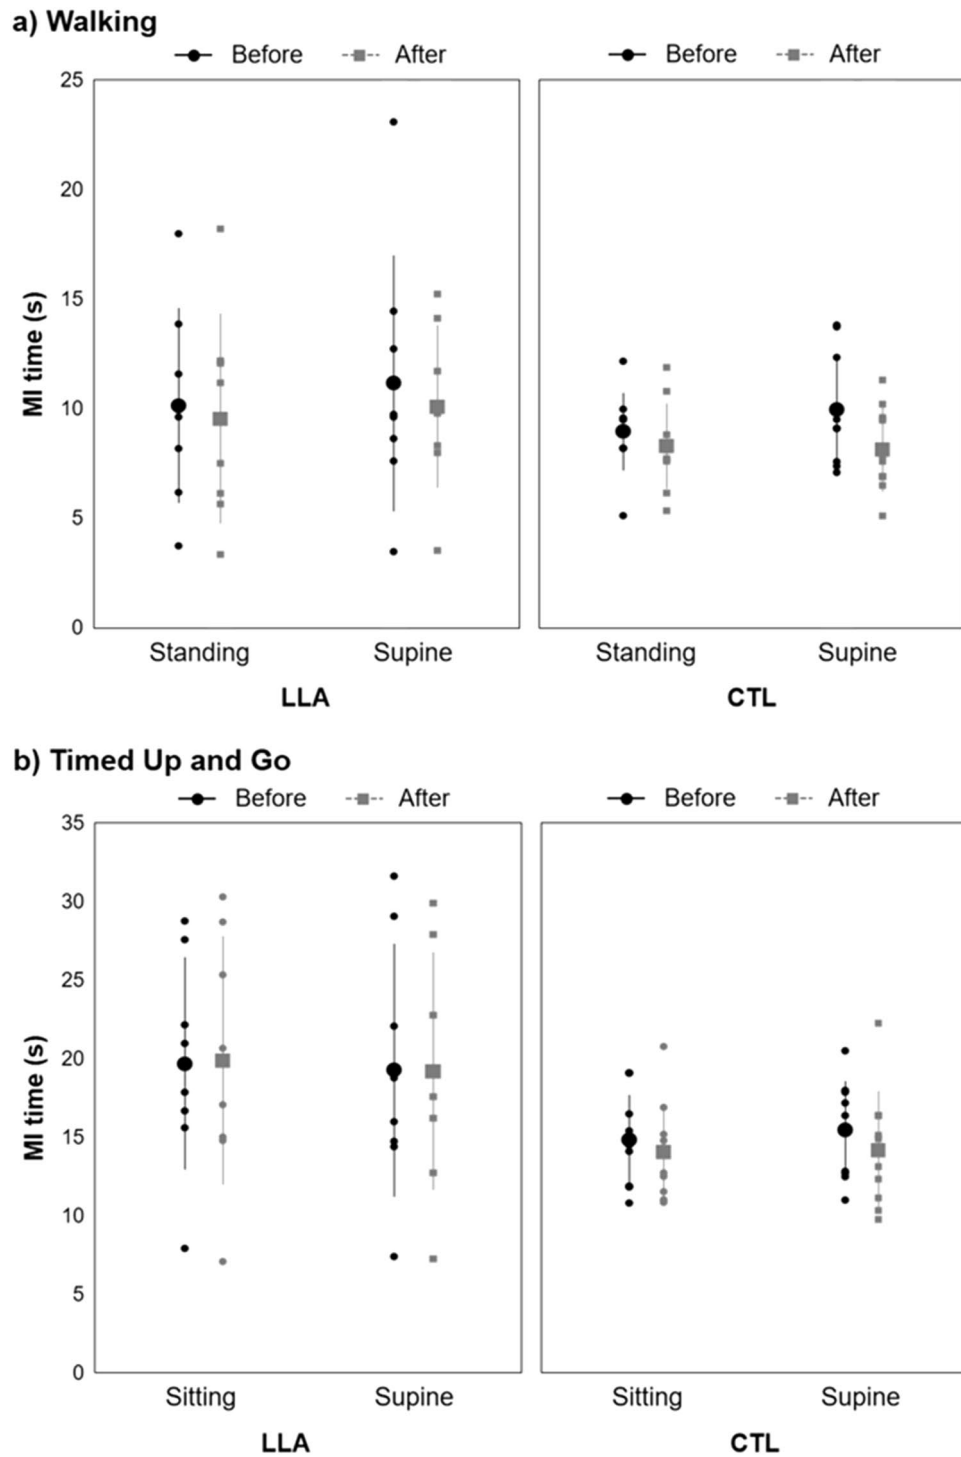 a) Walking
Before After Before After
25
20
15
10
5
0
MI time (s)
Standing Supine Standing Supine
LLA CTL
b) Timed Up and Go
Before After Before After
35
30
25
20
15
10
5
0
MI time (s)
Sitting Supine Sitting Supine
LLA CTL